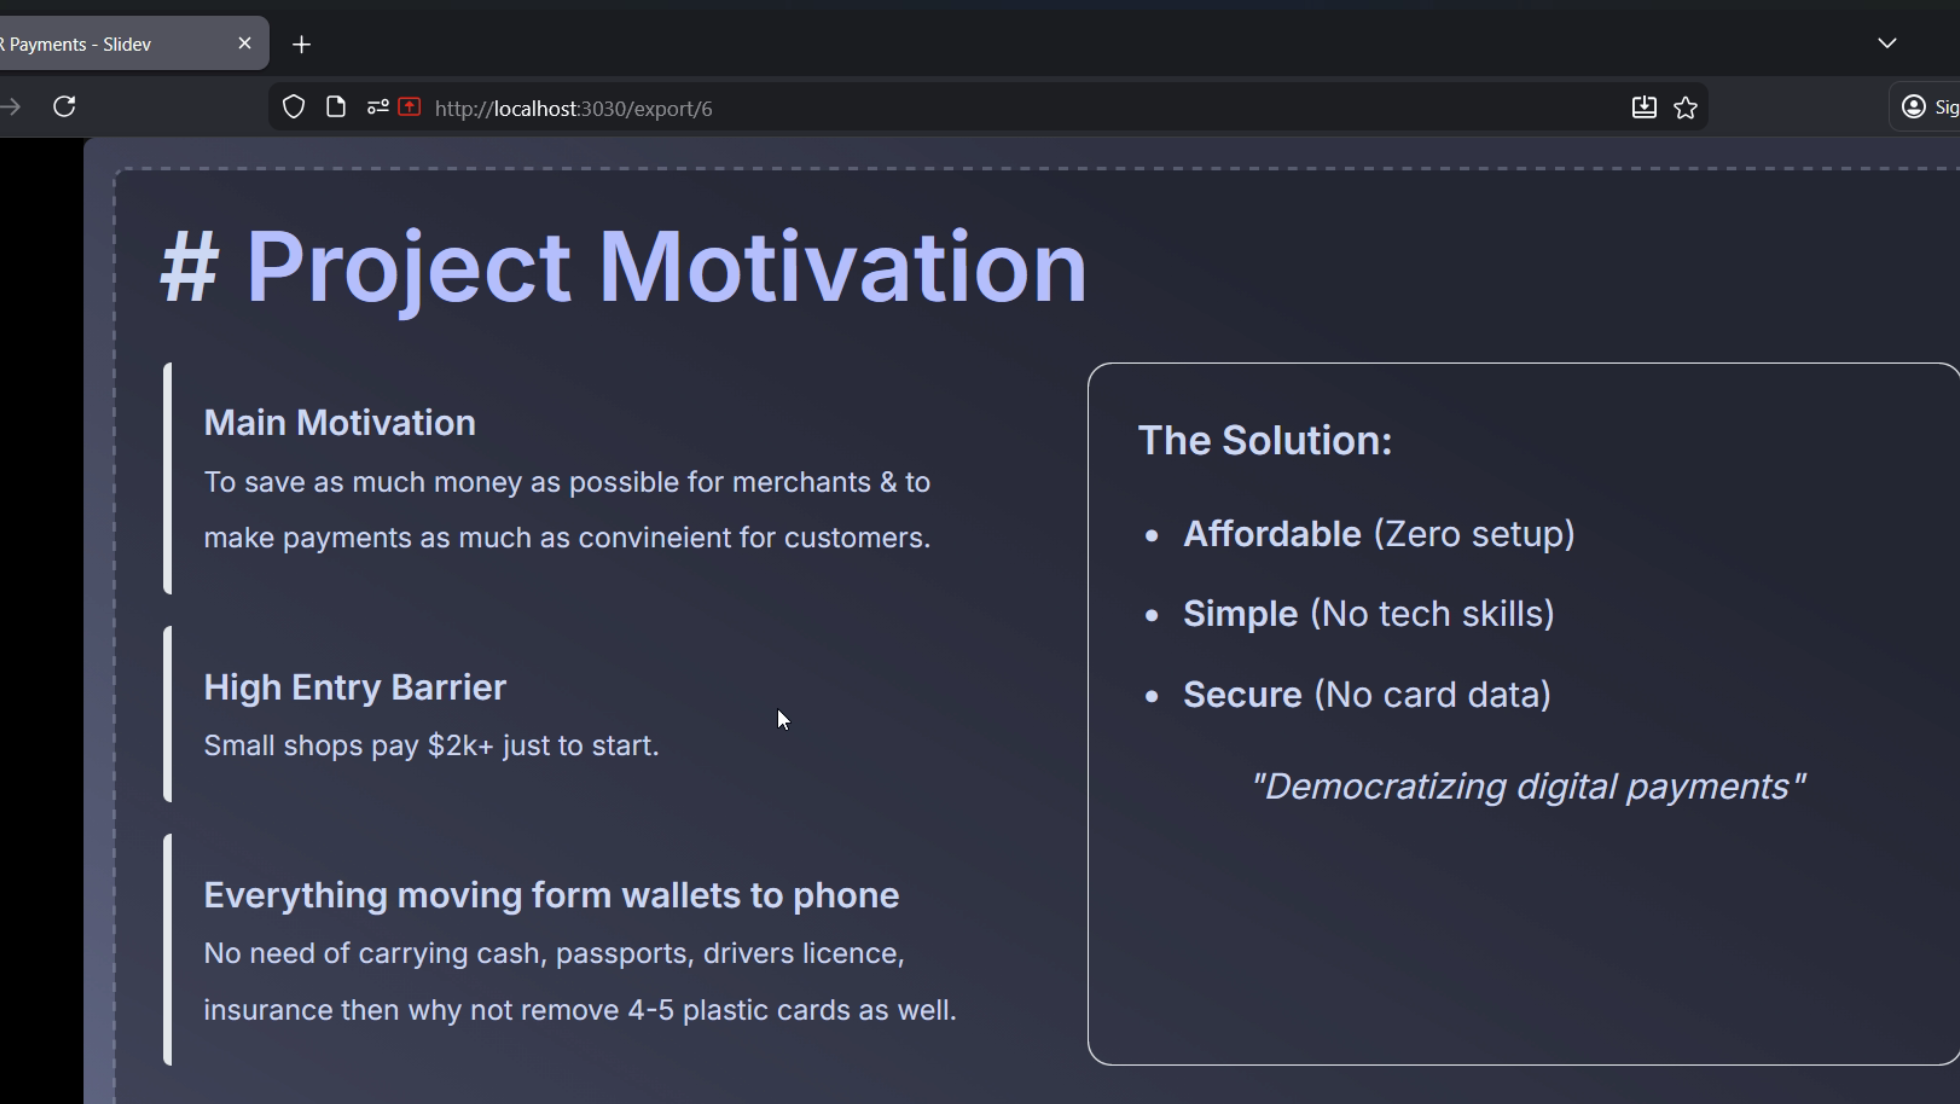 R Payments - Slidev
http://localhost:3030/export/6
Sig
# Project Motivation
Main Motivation
To save as much money as possible for merchants & to
make payments as much as convineient for customers.
High Entry Barrier
Small shops pay $2k+ just to start.
Everything moving form wallets to phone
No need of carrying cash, passports, drivers licence,
insurance then why not remove 4-5 plastic cards as well.
The Solution:
• Affordable (Zero setup)
• Simple (No tech skills)
• Secure (No card data)
"Democratizing digital payments"